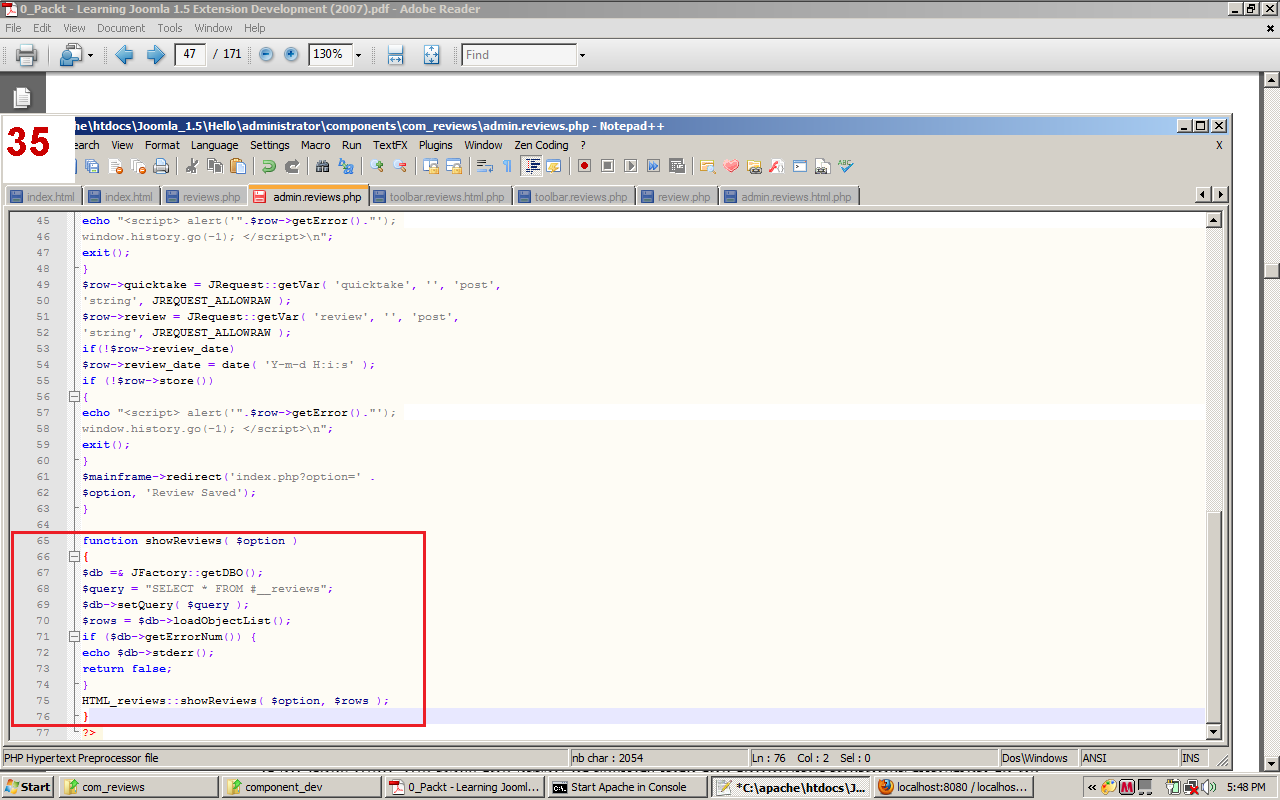 0_Packt - Learning Joomla 1.5 Extension Development (2007).pdf - Adobe Reader
File Edit View Document Tools Window Help
47 / 171 130% Find
35
he\htdocs\Joomla_1.5\Hello\administrator\components\com_reviews\admin.reviews.php - Notepad++
earch View Format Language Settings Macro Run TextFX Plugins Window Zen Coding ? X
index.html index.html reviews.php admin.reviews.php toolbar.reviews.html.php toolbar.reviews.php review.php admin.reviews.html.php
45 echo "<script> alert('".$row->getError()."');
46 window.history.go(-1); </script>\n";
47 exit();
48 }
49 $row->quicktake = JRequest::getVar( 'quicktake', '', 'post',
50 'string', JREQUEST_ALLOWRAW );
51 $row->review = JRequest::getVar( 'review', '', 'post',
52 'string', JREQUEST_ALLOWRAW );
53 if(!$row->review_date)
54 $row->review_date = date( 'Y-m-d H:i:s' );
55 if (!$row->store())
56 {
57 echo "<script> alert('".$row->getError()."');
58 window.history.go(-1); </script>\n";
59 exit();
60 }
61 $mainframe->redirect('index.php?option=' .
62 $option, 'Review Saved');
63 }
64
65 function showReviews( $option )
66 {
67 $db =& JFactory::getDBO();
68 $query = "SELECT * FROM #__reviews";
69 $db->setQuery( $query );
70 $rows = $db->loadObjectList();
71 if ($db->getErrorNum()) {
72 echo $db->stderr();
73 return false;
74 }
75 HTML_reviews::showReviews( $option, $rows );
76 }
77 ?>
PHP Hypertext Preprocessor file nb char : 2054 Ln : 76 Col : 2 Sel : 0 Dos\Windows ANSI INS
Start com_reviews component_dev 0_Packt - Learning Jooml... Start Apache in Console *C:\apache\htdocs\J... localhost:8080 / localhos... « 5:48 PM